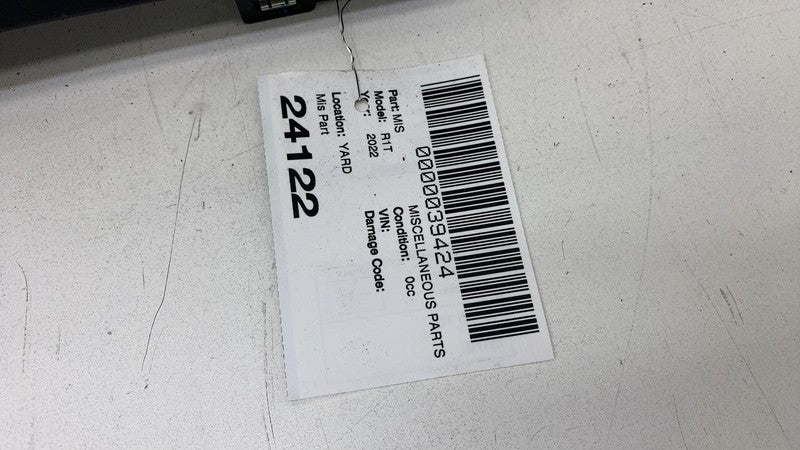 0000039424
Part: MIS MISCELLANEOUS PARTS
Model: R1T Condition: 0cc
Year: 2022 VIN:
Damage Code:
Location: YARD
Mis Part
24122